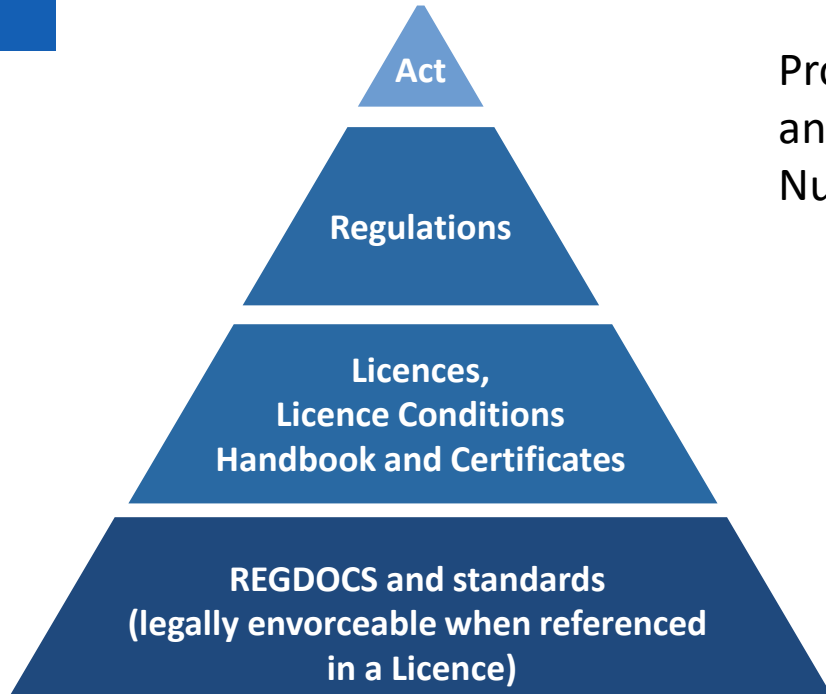 Act
Regulations
Licences,
Licence Conditions
Handbook and Certificates
REGDOCS and standards
(legally envorceable when referenced
in a Licence)
Pro
an
Nu